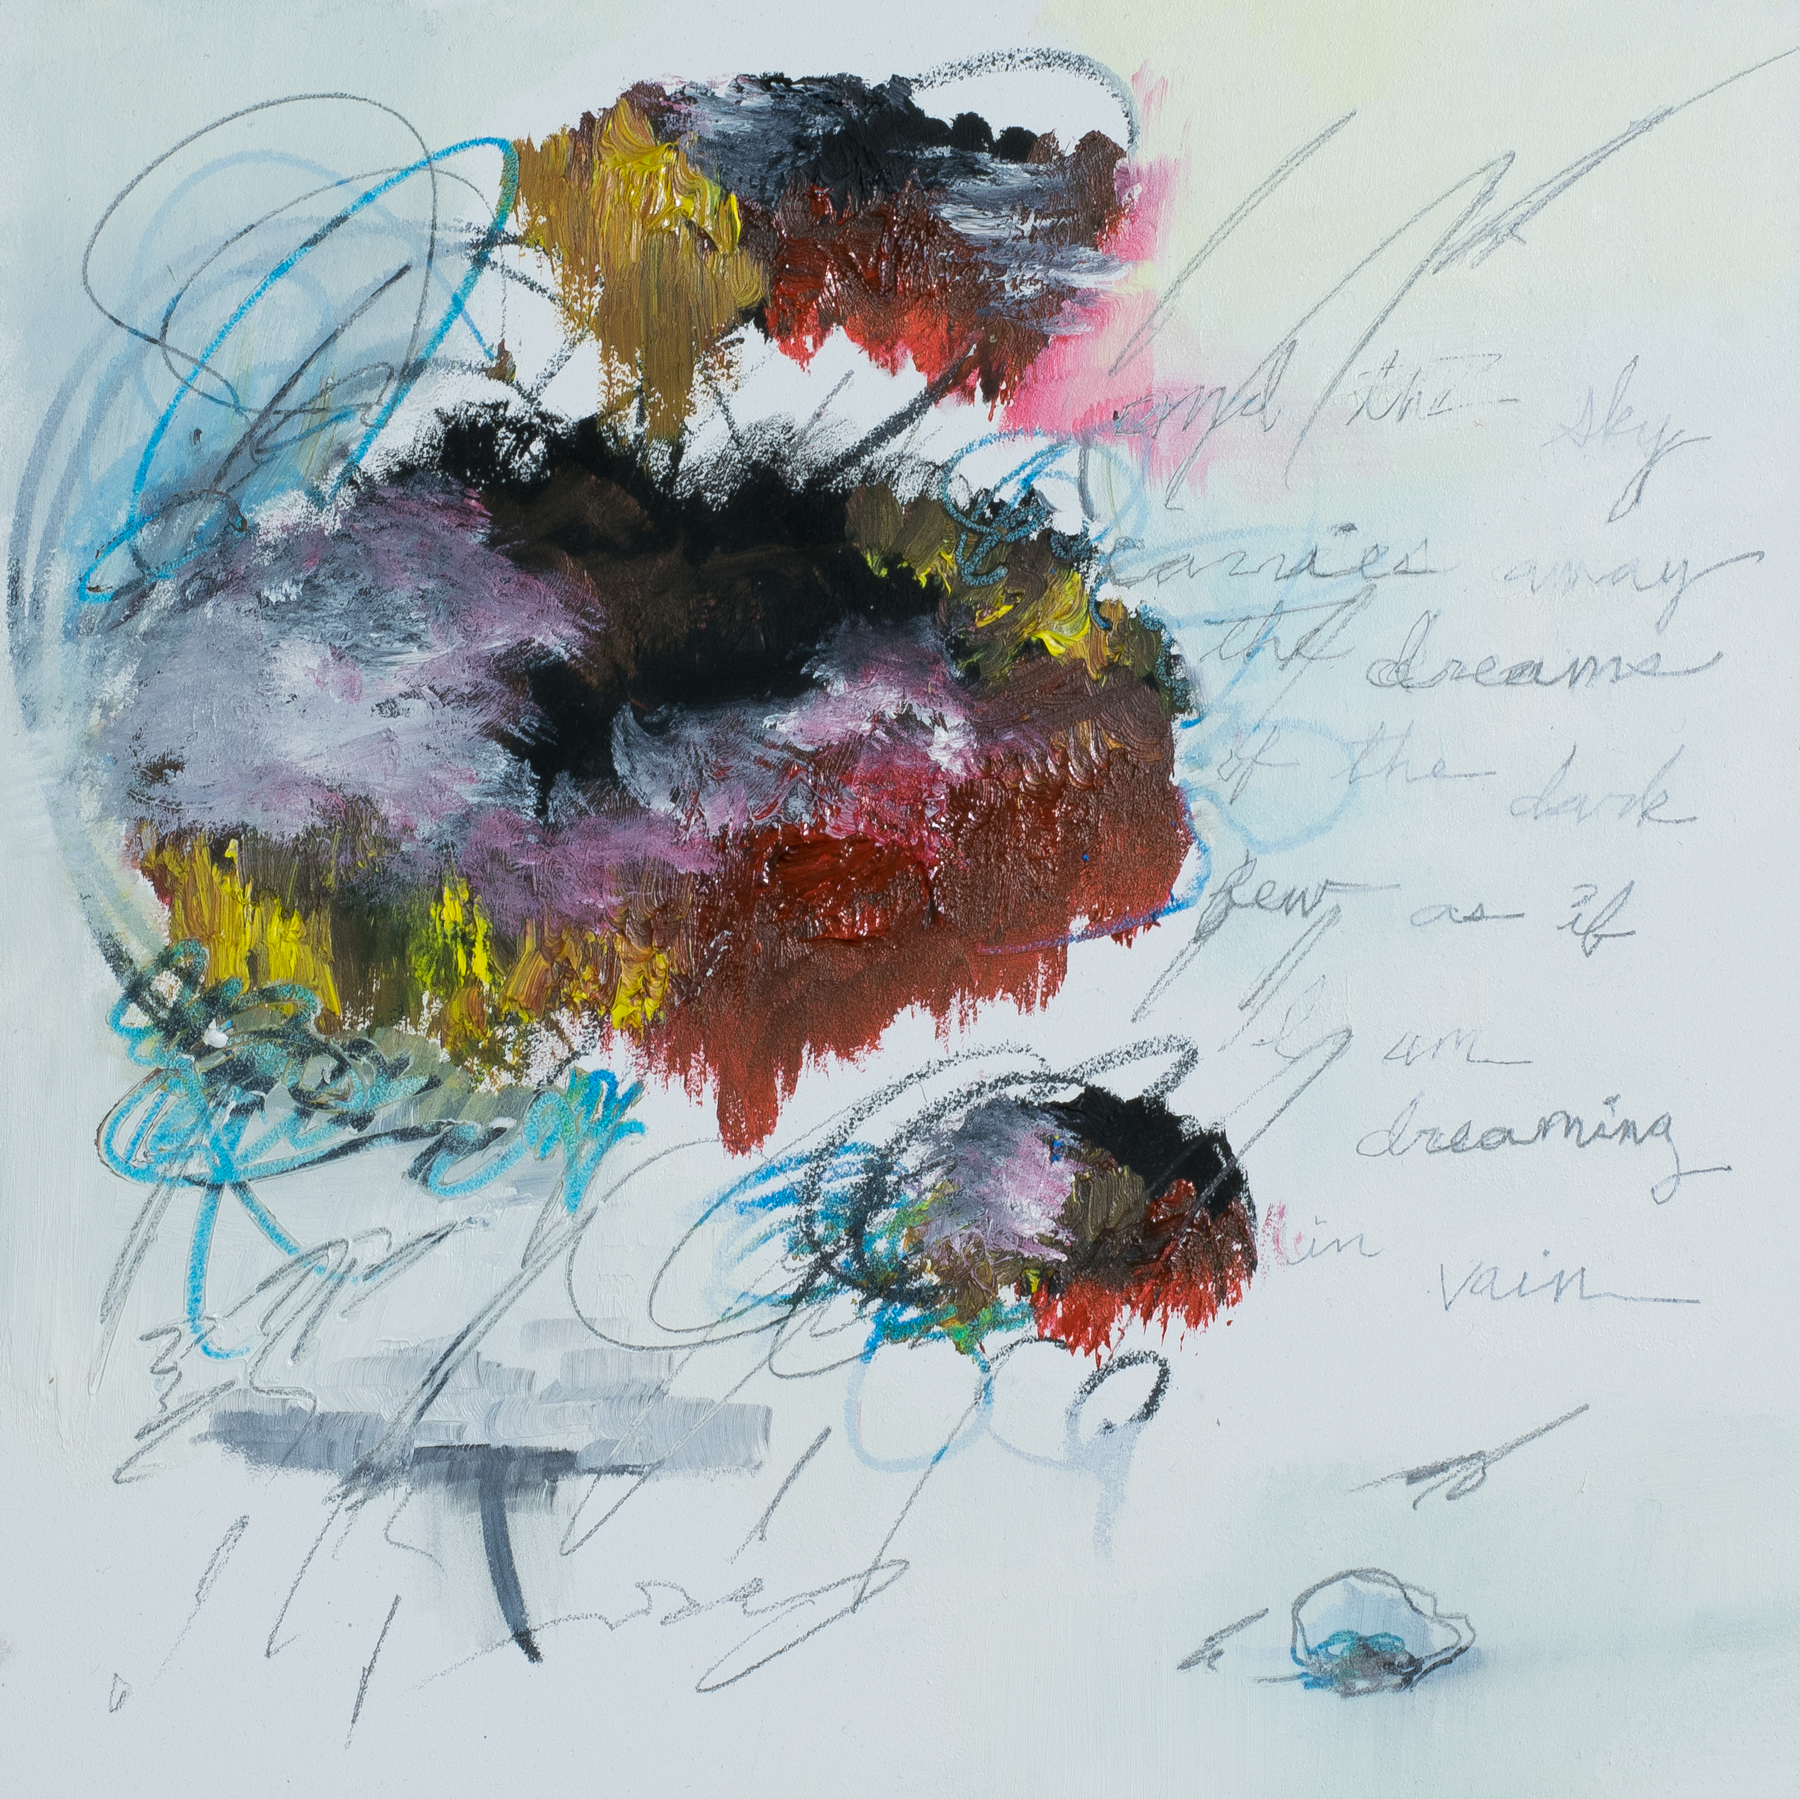 and the sky
carries away
the dreams
of the dark
few as if
I am
dreaming
in
vain